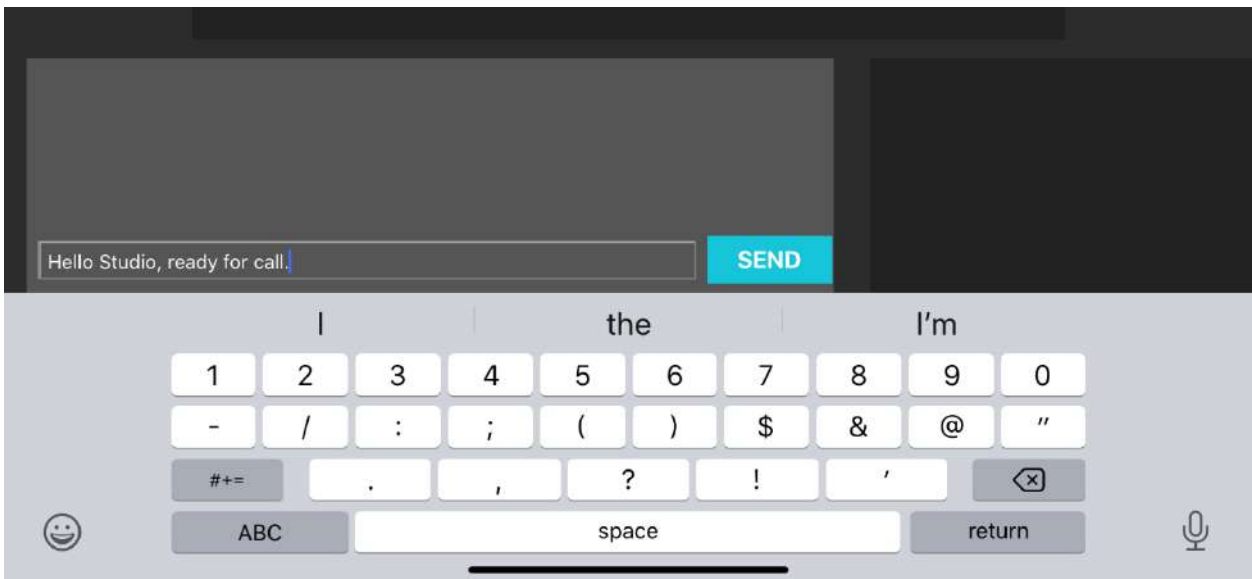 Hello Studio, ready for call.
SEND
I the I'm
1 2 3 4 5 6 7 8 9 0
- / : ; ( ) $ & @ "
#+= . , ? ! '
ABC space return